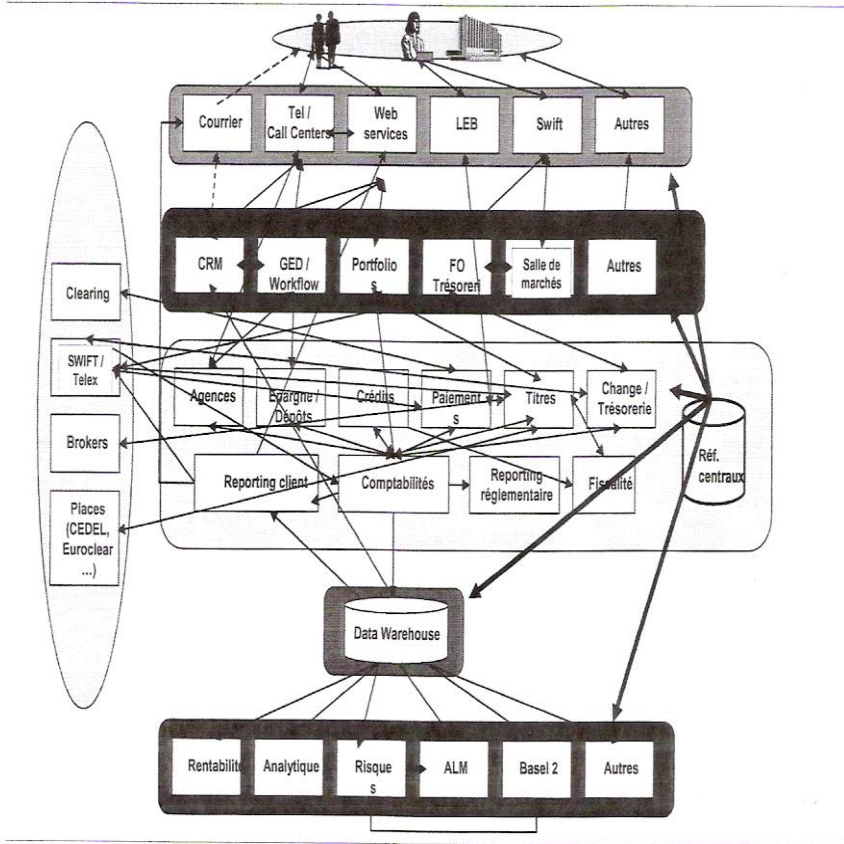 Courrier
Tel /
Call Centers
Web
services
LEB
Swift
Autres
CRM
GED /
Workflow
Portfolio
s
FO
Trésoreri
Salle de
marchés
Autres
Clearing
SWIFT /
Telex
Brokers
Places
(CEDEL,
Euroclear
...)
Agences
Epargne /
Dépôts
Crédits
Paiement
s
Titres
Change /
Trésorerie
Reporting client
Comptabilités
Reporting
réglementaire
Fiscalité
Réf.
centraux
Data Warehouse
Rentabilité
Analytique
Risque
s
ALM
Basel 2
Autres